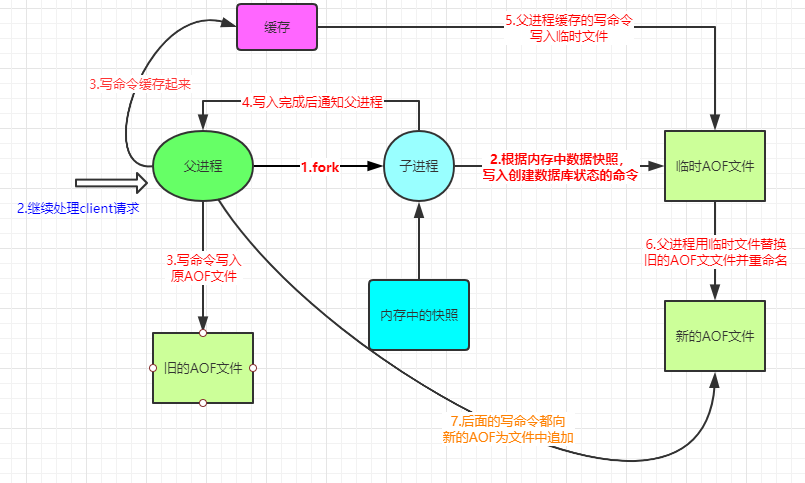 缓存
5.父进程缓存的写命令
写入临时文件
3.写命令缓存起来
4.写入完成后通知父进程
父进程
1.fork
子进程
2.根据内存中数据快照，
写入创建数据库状态的命令
临时AOF文件
2.继续处理client请求
3.写命令写入
原AOF文件
6.父进程用临时文件替换
旧的AOF文文件并重命名
内存中的快照
新的AOF文件
旧的AOF文件
7.后面的写命令都向
新的AOF为文件中追加